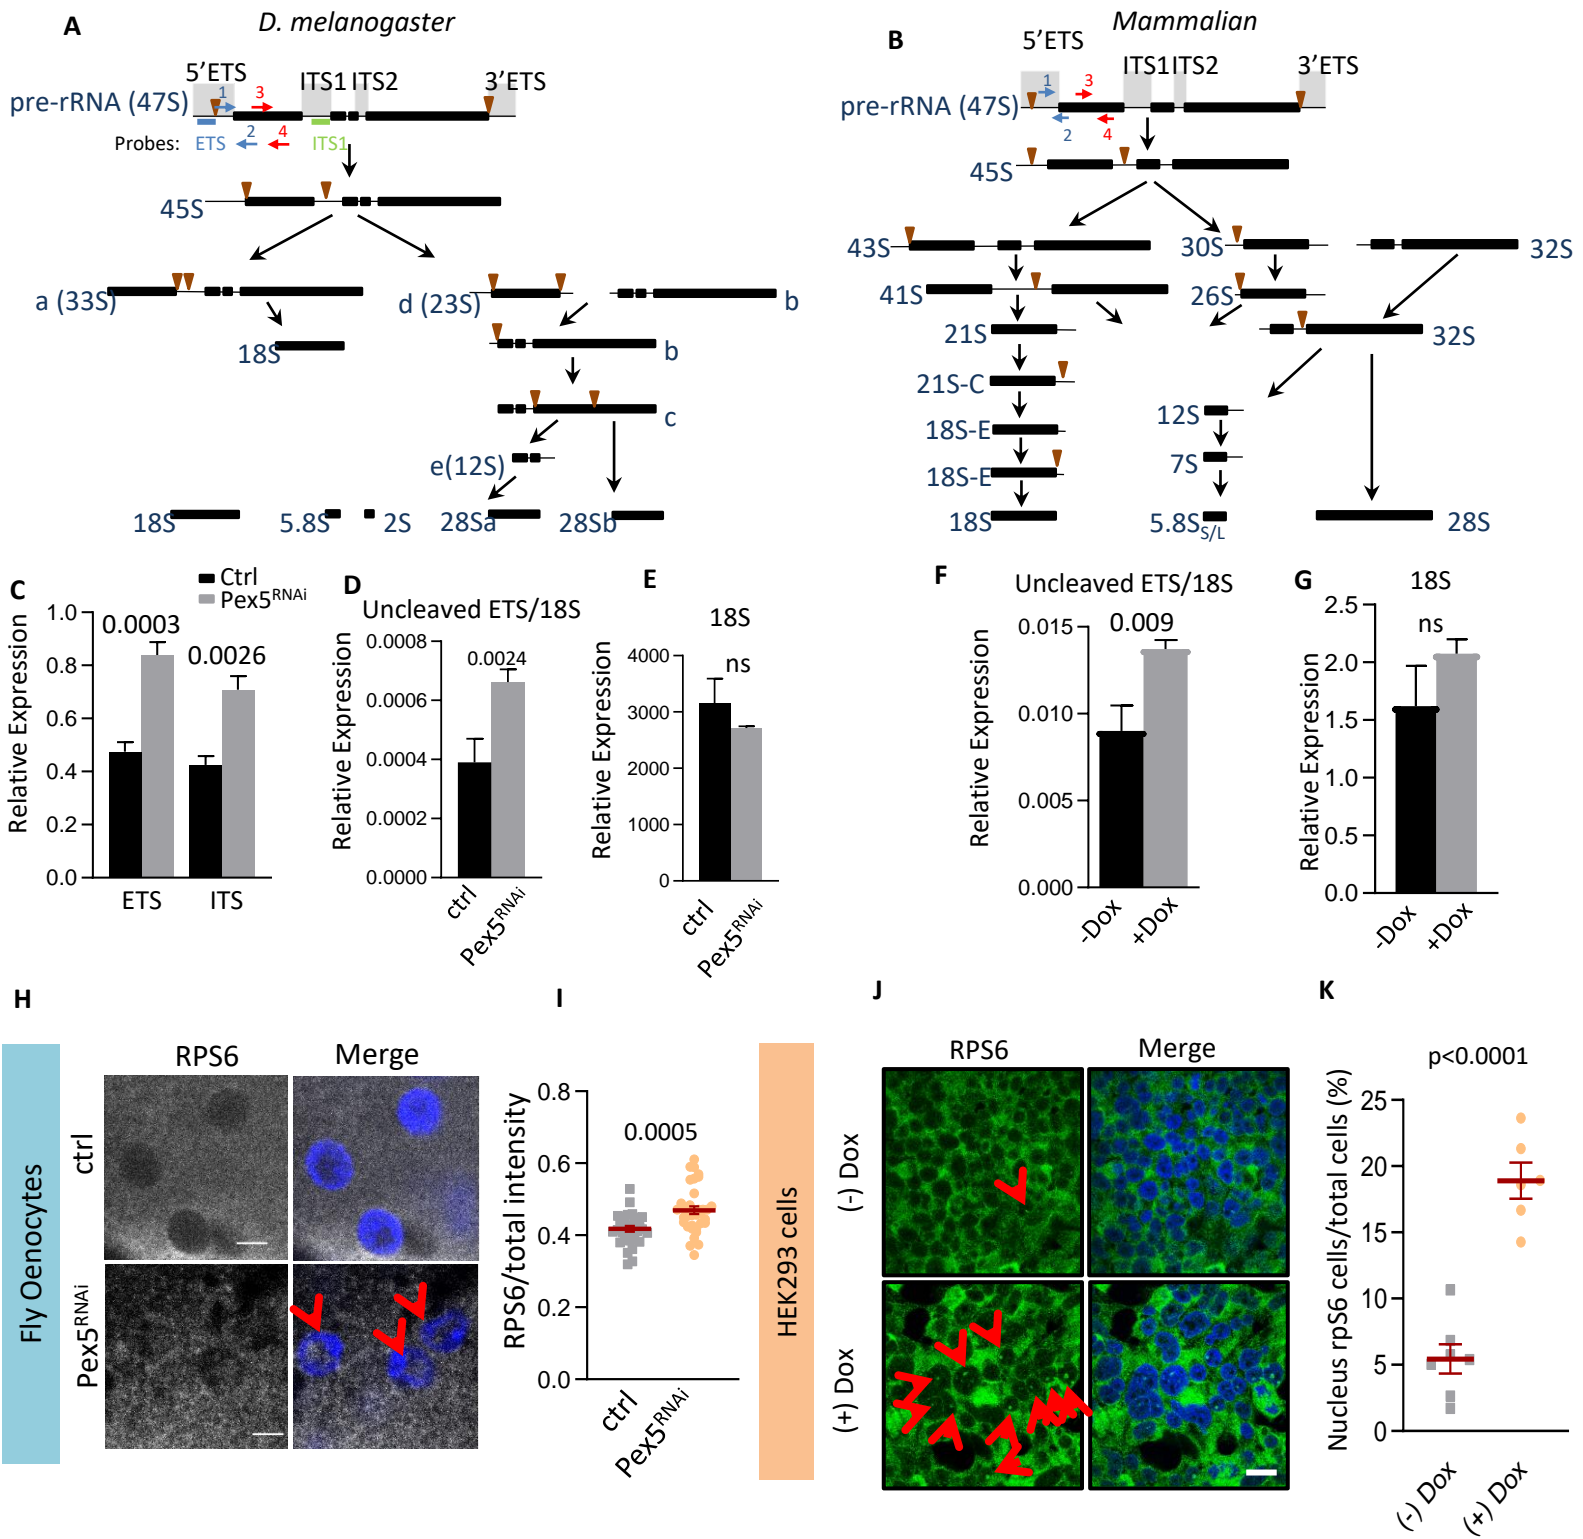 A
D. melanogaster
5'ETS
ITS1 ITS2
3'ETS
1
3
pre-rRNA (47S)
Probes:
ETS
2
4
ITS1
45S
a (33S)
d (23S)
b
18S
b
c
e(12S)
18S
5.8S
2S
28Sa
28Sb
B
Mammalian
5'ETS
ITS1 ITS2
3'ETS
1
3
pre-rRNA (47S)
2
4
45S
43S
30S
32S
41S
26S
21S
32S
21S-C
12S
18S-E
7S
18S-E
18S
5.8S S/L
28S
C
Ctrl
Pex5RNAi
1.0
0.8
0.6
0.4
0.2
0.0
Relative Expression
0.0003
0.0026
ETS
ITS
D
Uncleaved ETS/18S
0.0008
0.0006
0.0004
0.0002
0.0000
Relative Expression
0.0024
ctrl
Pex5RNAi
E
18S
4000
3000
2000
1000
0
Relative Expression
ns
ctrl
Pex5RNAi
F
Uncleaved ETS/18S
0.015
0.010
0.005
0.000
Relative Expression
0.009
-Dox
+Dox
G
18S
2.5
2.0
1.5
1.0
0.5
0.0
Relative Expression
ns
-Dox
+Dox
H
Fly Oenocytes
RPS6
Merge
ctrl
Pex5RNAi
I
0.8
0.6
0.4
0.2
0.0
RPS6/total intensity
0.0005
ctrl
Pex5RNAi
J
HEK293 cells
RPS6
Merge
(-) Dox
(+) Dox
K
p<0.0001
25
20
15
10
5
0
Nucleus rpS6 cells/total cells (%)
(-) Dox
(+) Dox